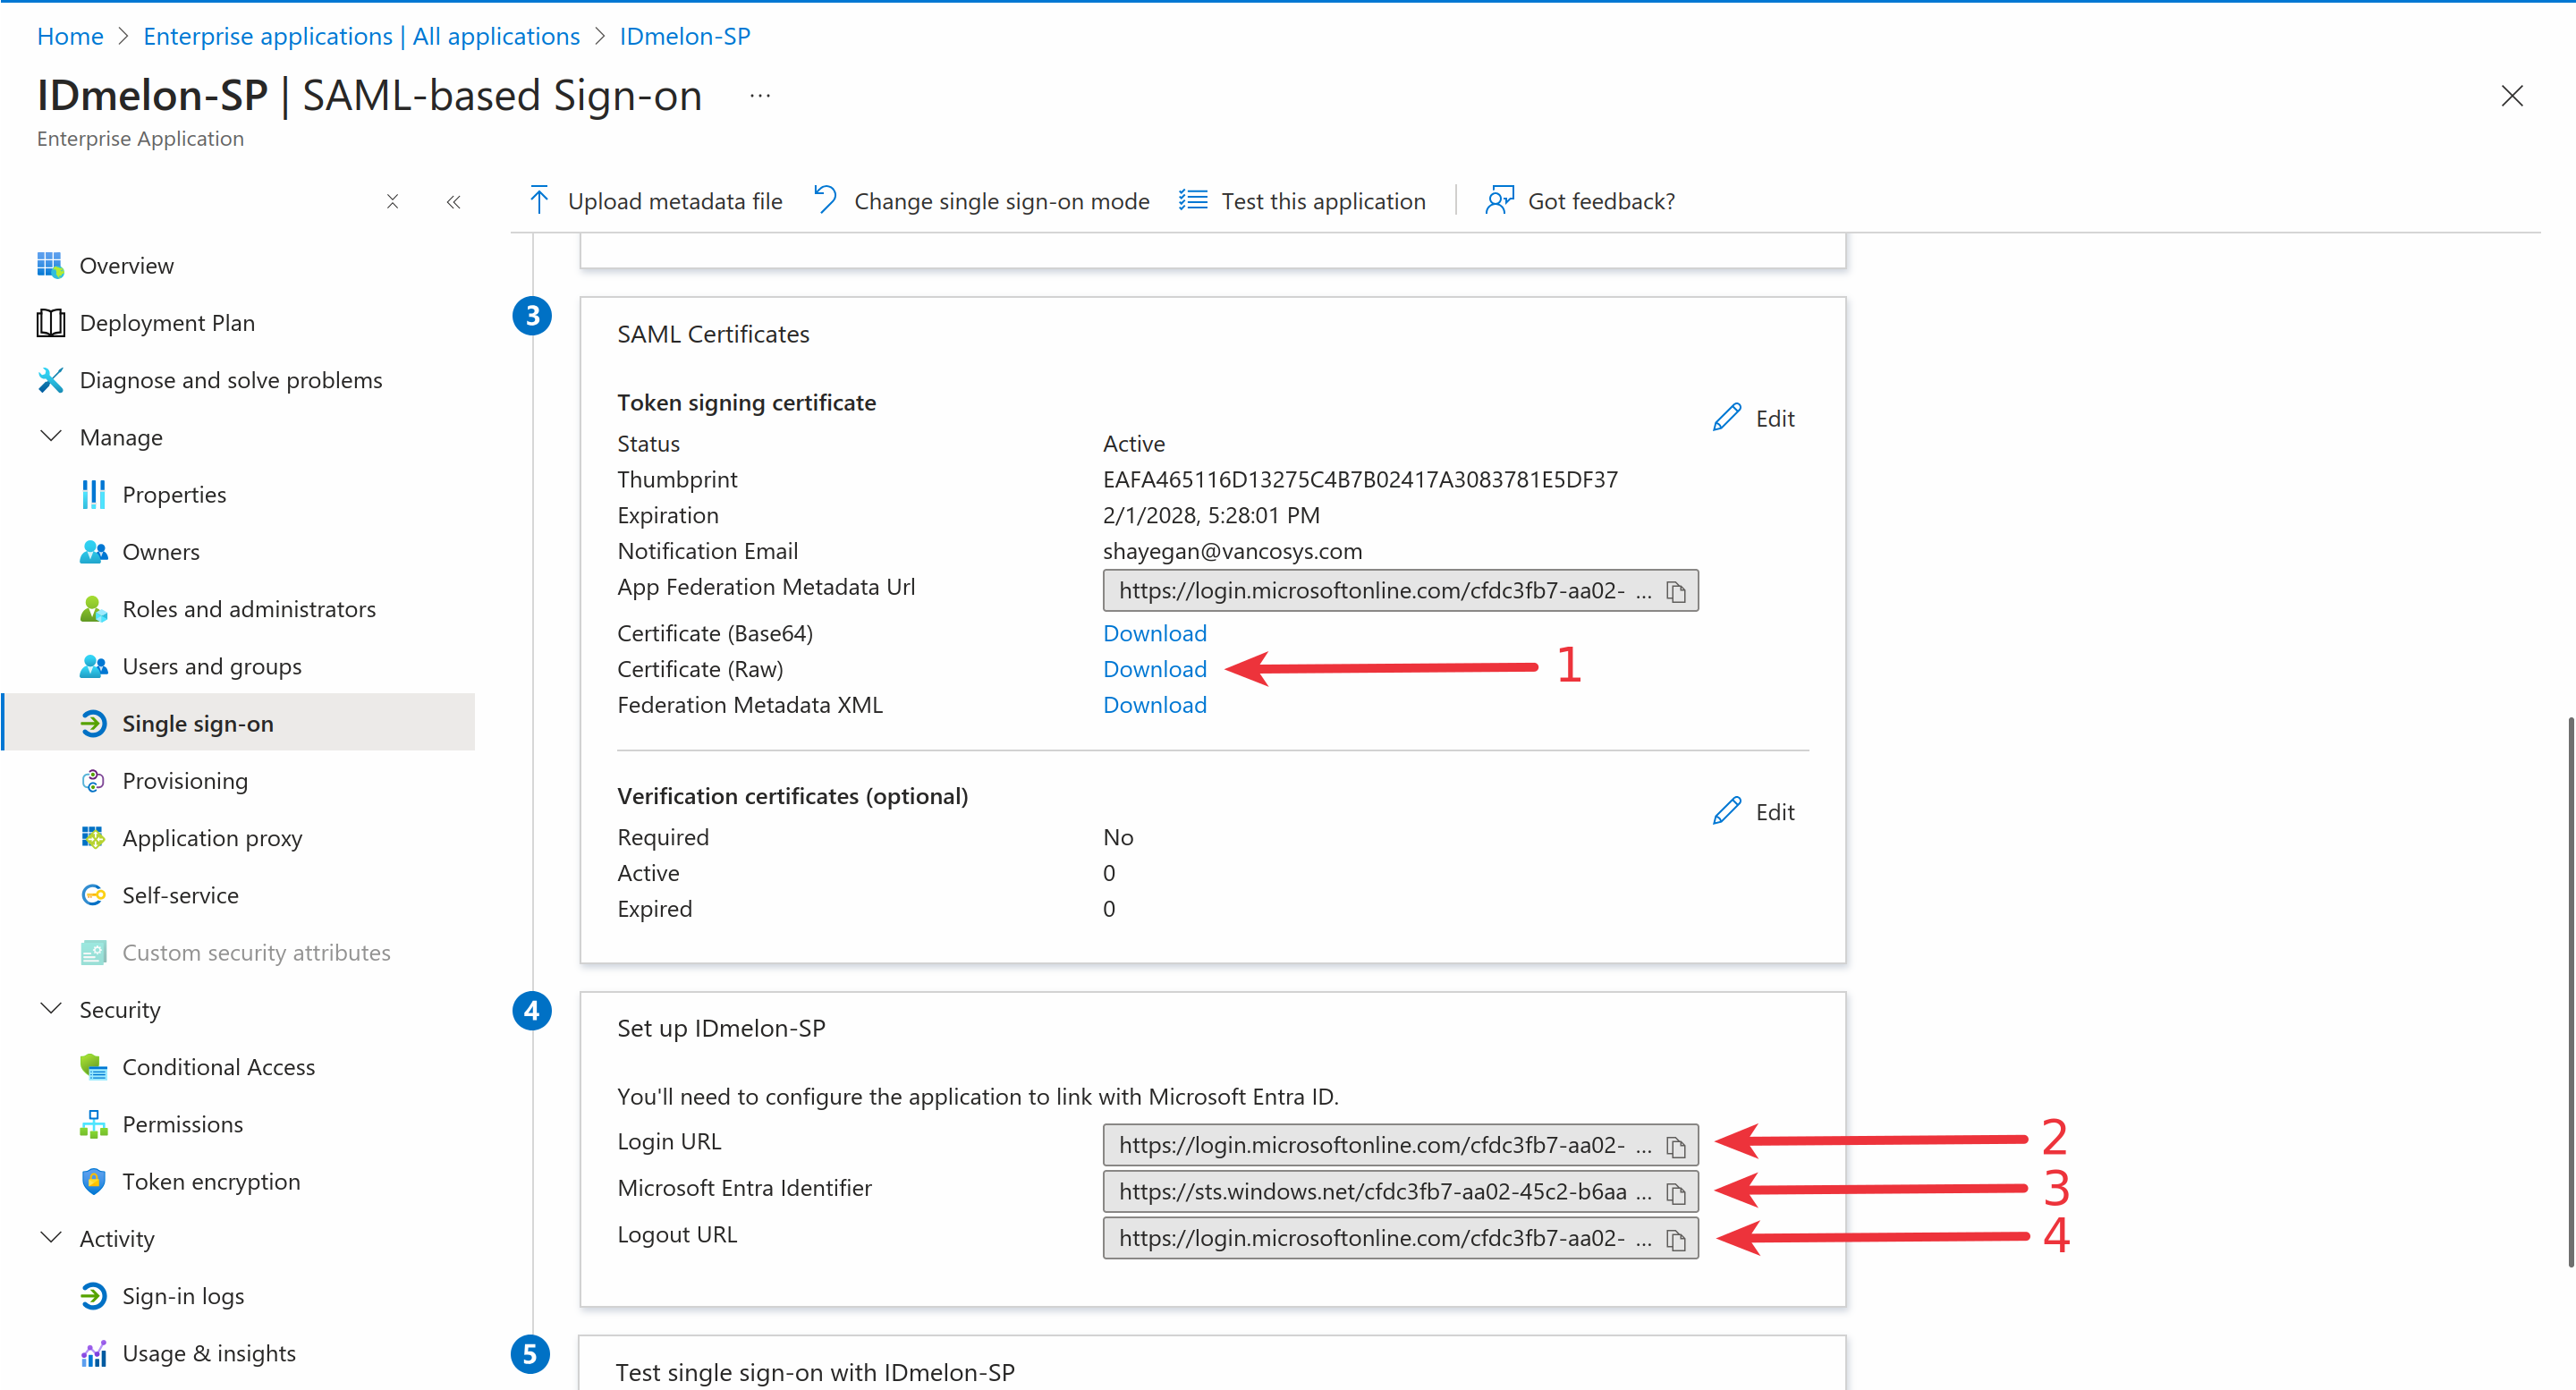 Home > Enterprise applications | All applications > IDmelon-SP
IDmelon-SP | SAML-based Sign-on ...
Enterprise Application
Upload metadata file Change single sign-on mode Test this application Got feedback?
Overview
Deployment Plan
Diagnose and solve problems
Manage
Properties
Owners
Roles and administrators
Users and groups
Single sign-on
Provisioning
Application proxy
Self-service
Custom security attributes
Security
Conditional Access
Permissions
Token encryption
Activity
Sign-in logs
Usage & insights
3
SAML Certificates
Token signing certificate
Edit
Status Active
Thumbprint EAFA465116D13275C4B7B02417A3083781E5DF37
Expiration 2/1/2028, 5:28:01 PM
Notification Email shayegan@vancosys.com
App Federation Metadata Url https://login.microsoftonline.com/cfdc3fb7-aa02- ...
Certificate (Base64) Download
Certificate (Raw) Download 1
Federation Metadata XML Download
Verification certificates (optional)
Edit
Required No
Active 0
Expired 0
4
Set up IDmelon-SP
You'll need to configure the application to link with Microsoft Entra ID.
Login URL https://login.microsoftonline.com/cfdc3fb7-aa02- ... 2
Microsoft Entra Identifier https://sts.windows.net/cfdc3fb7-aa02-45c2-b6aa ... 3
Logout URL https://login.microsoftonline.com/cfdc3fb7-aa02- ... 4
5
Test single sign-on with IDmelon-SP